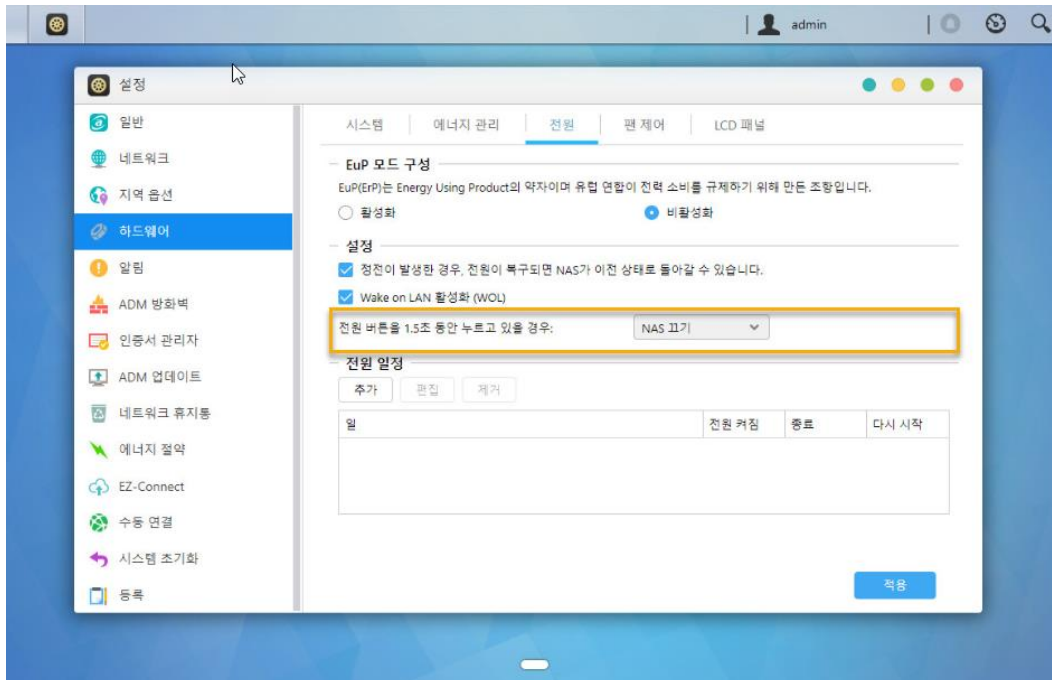 admin
설정
일반
네트워크
지역 옵션
하드웨어
알림
ADM 방화벽
인증서 관리자
ADM 업데이트
네트워크 휴지통
에너지 절약
EZ-Connect
수동 연결
시스템 초기화
등록
시스템 에너지 관리 전원 팬 제어 LCD 패널
EuP 모드 구성
EuP(ErP)는 Energy Using Product의 약자이며 유럽 연합이 전력 소비를 규제하기 위해 만든 조항입니다.
활성화 비활성화
설정
정전이 발생한 경우, 전원이 복구되면 NAS가 이전 상태로 돌아갈 수 있습니다.
Wake on LAN 활성화 (WOL)
전원 버튼을 1.5초 동안 누르고 있을 경우: NAS 끄기
전원 일정
추가 편집 제거
일 전원 켜짐 종료 다시 시작
적용